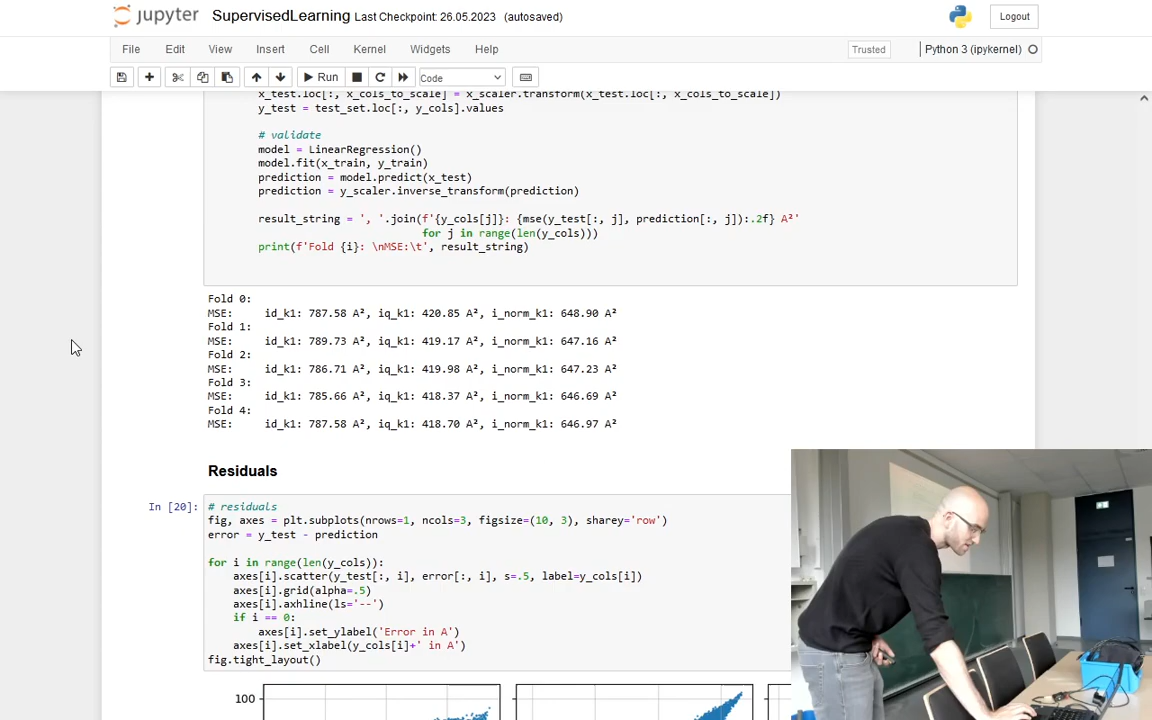 jupyter SupervisedLearning Last Checkpoint: 26.05.2023 (autosaved)
Logout
File Edit View Insert Cell Kernel Widgets Help
Trusted Python 3 (ipykernel)
Run Code
x_test.loc[:, x_cols_to_scale] = x_scaler.transform(x_test.loc[:, x_cols_to_scale])
y_test = test_set.loc[:, y_cols].values
# validate
model = LinearRegression()
model.fit(x_train, y_train)
prediction = model.predict(x_test)
prediction = y_scaler.inverse_transform(prediction)
result_string = ', '.join(f'{y_cols[j]}: {mse(y_test[:, j], prediction[:, j]):.2f} A²'
for j in range(len(y_cols)))
print(f'Fold {i}: \nMSE:\t', result_string)
Fold 0:
MSE: id_k1: 787.58 A², iq_k1: 420.85 A², i_norm_k1: 648.90 A²
Fold 1:
MSE: id_k1: 789.73 A², iq_k1: 419.17 A², i_norm_k1: 647.16 A²
Fold 2:
MSE: id_k1: 786.71 A², iq_k1: 419.98 A², i_norm_k1: 647.23 A²
Fold 3:
MSE: id_k1: 785.66 A², iq_k1: 418.37 A², i_norm_k1: 646.69 A²
Fold 4:
MSE: id_k1: 787.58 A², iq_k1: 418.70 A², i_norm_k1: 646.97 A²
Residuals
In [20]:
# residuals
fig, axes = plt.subplots(nrows=1, ncols=3, figsize=(10, 3), sharey='row')
error = y_test - prediction
for i in range(len(y_cols)):
axes[i].scatter(y_test[:, i], error[:, i], s=.5, label=y_cols[i])
axes[i].grid(alpha=.5)
axes[i].axhline(ls='--')
if i == 0:
axes[i].set_ylabel('Error in A')
axes[i].set_xlabel(y_cols[i]+' in A')
fig.tight_layout()
100